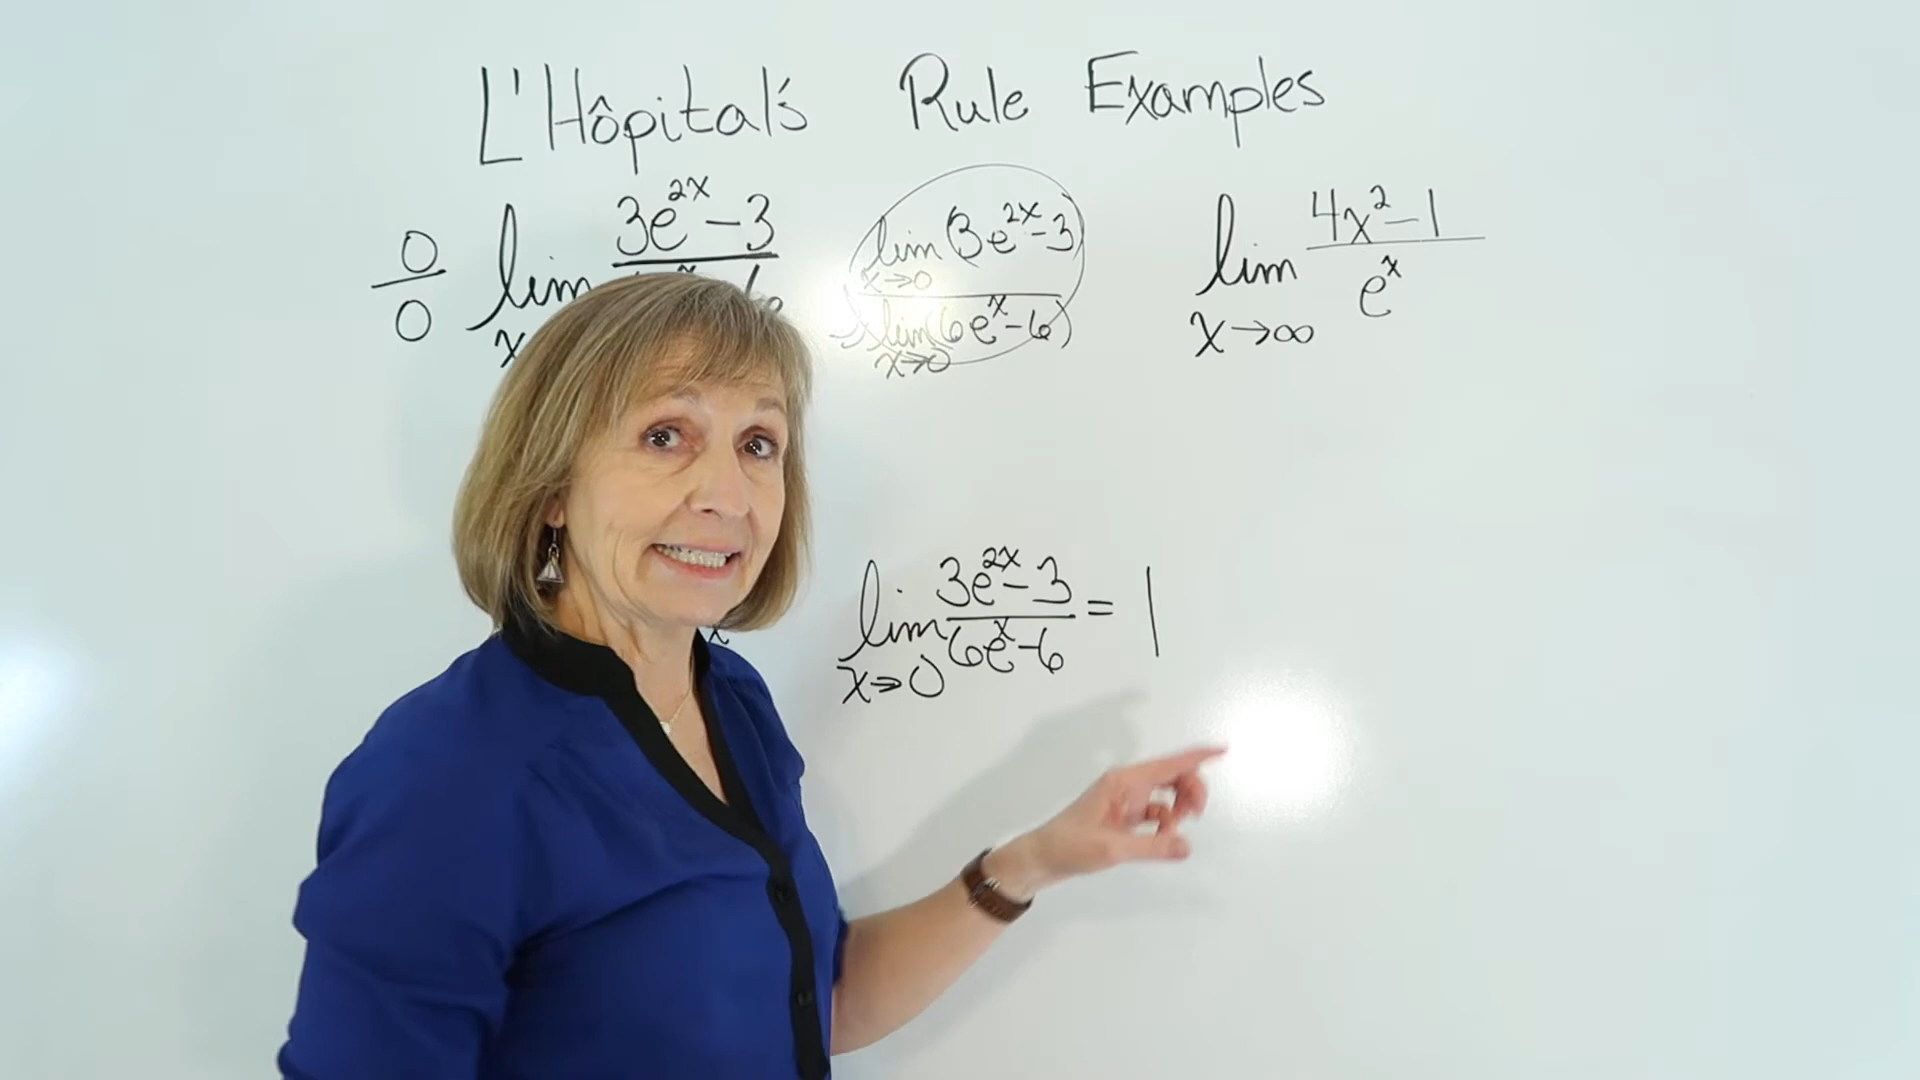 L'Hôpital's Rule Examples
0/0 lim 3e^2x - 3
x
lim (3e^2x - 3)
x→0
lim (6e^x - 6)
x→0
lim 4x^2 - 1 / e^x
x→∞
lim 3e^2x - 3 / 6e^x - 6 = 1
x→0